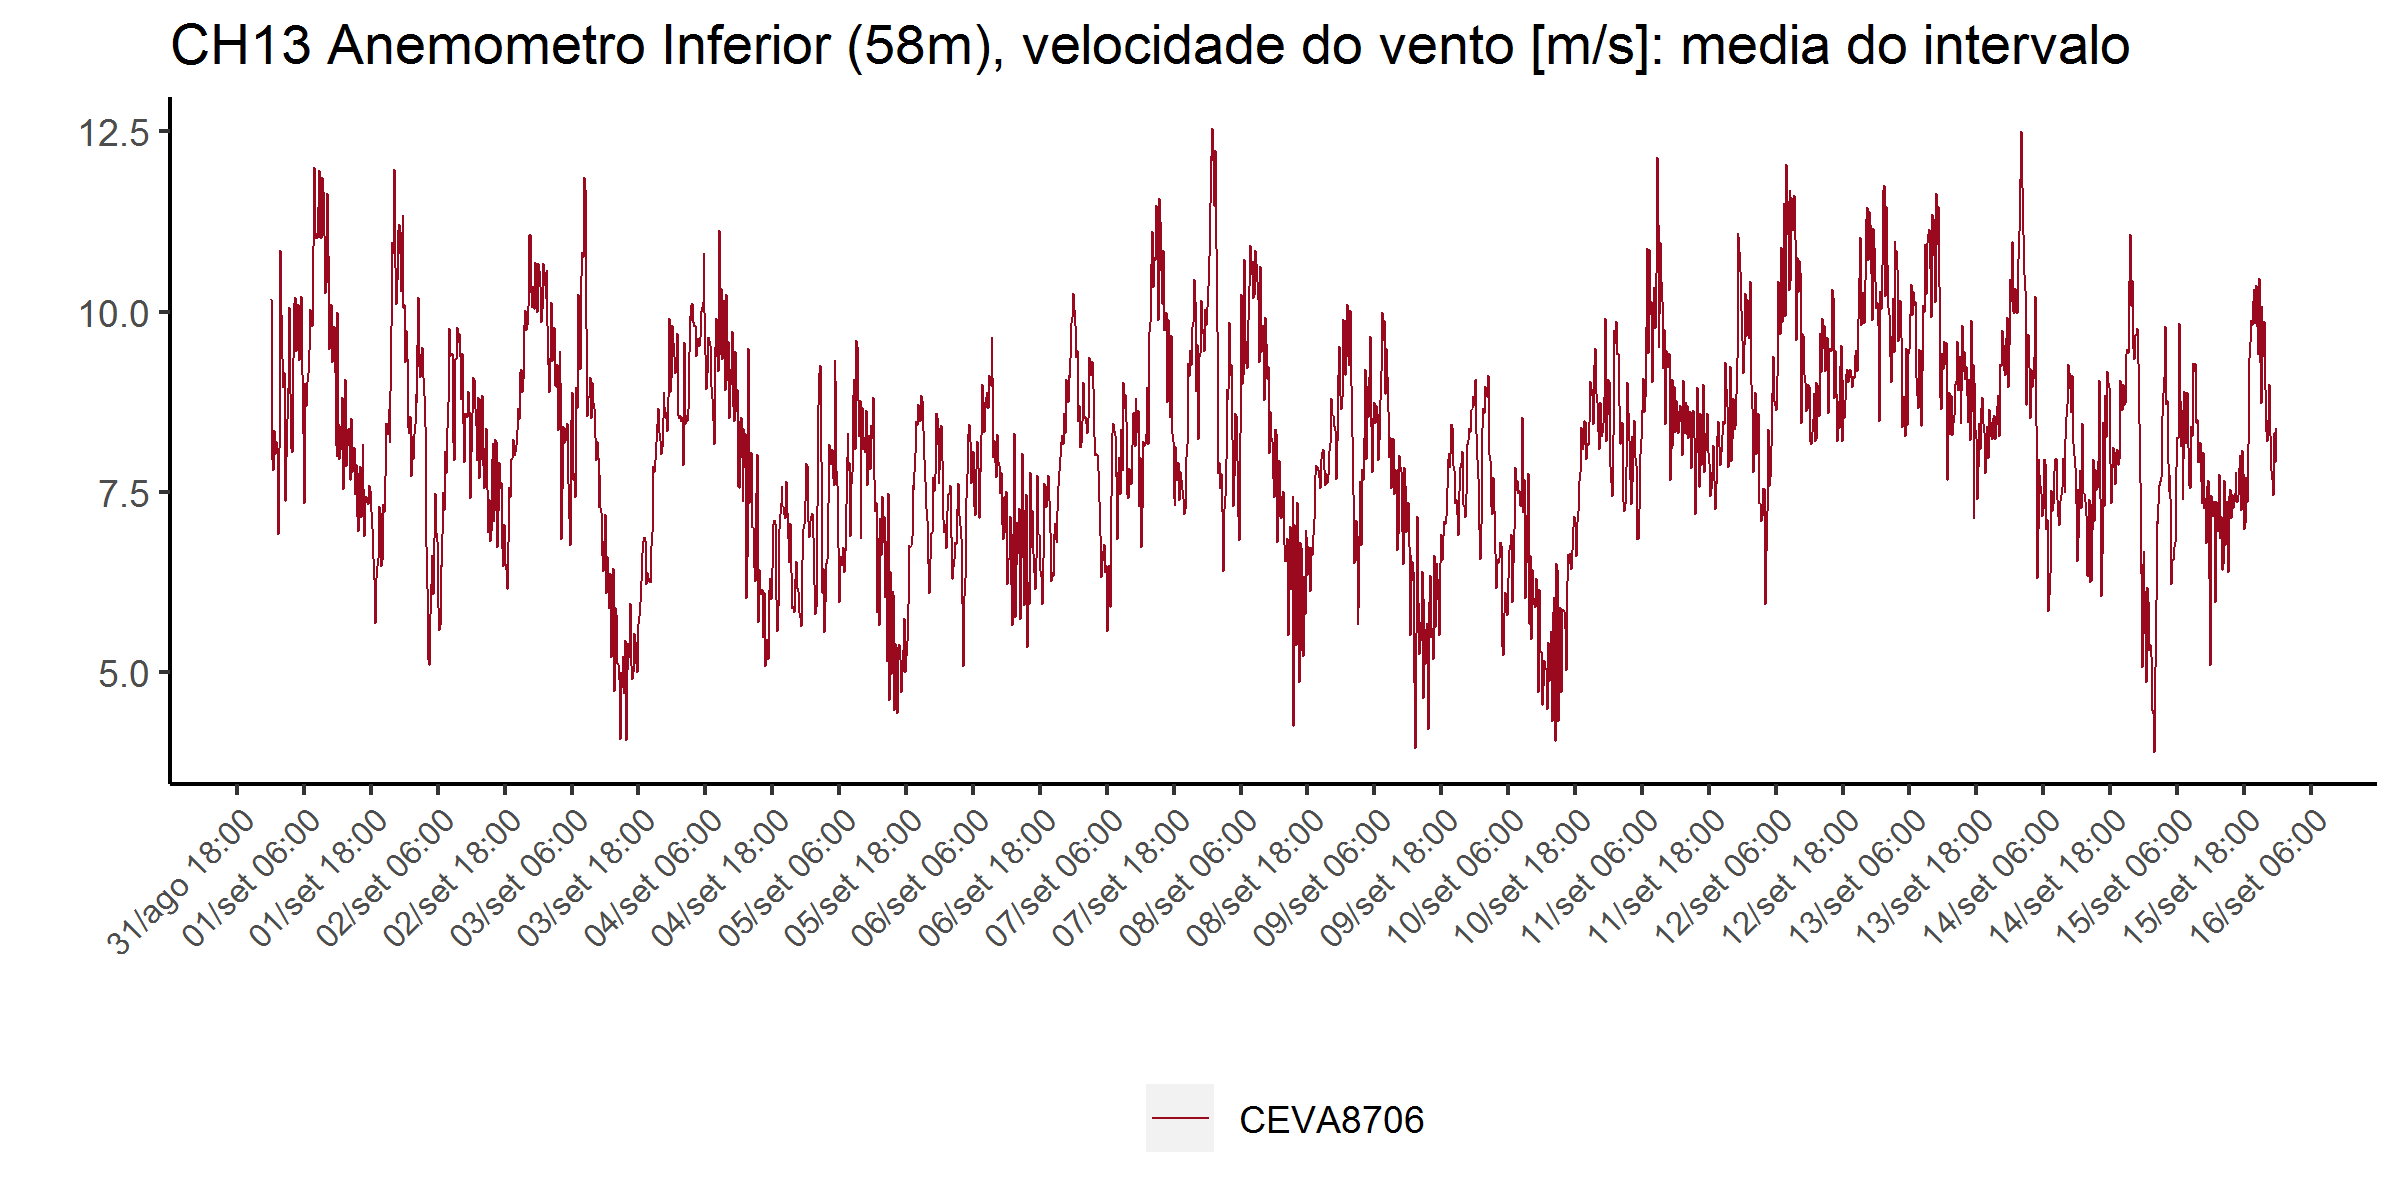 CH13 Anemometro Inferior (58m), velocidade do vento [m/s]: media do intervalo
12.5
10.0
7.5
5.0
31/ago 18:00
01/set 06:00
01/set 18:00
02/set 06:00
02/set 18:00
03/set 06:00
03/set 18:00
04/set 06:00
04/set 18:00
05/set 06:00
05/set 18:00
06/set 06:00
06/set 18:00
07/set 06:00
07/set 18:00
08/set 06:00
08/set 18:00
09/set 06:00
09/set 18:00
10/set 06:00
10/set 18:00
11/set 06:00
11/set 18:00
12/set 06:00
12/set 18:00
13/set 06:00
13/set 18:00
14/set 06:00
14/set 18:00
15/set 06:00
15/set 18:00
16/set 06:00
CEVA8706